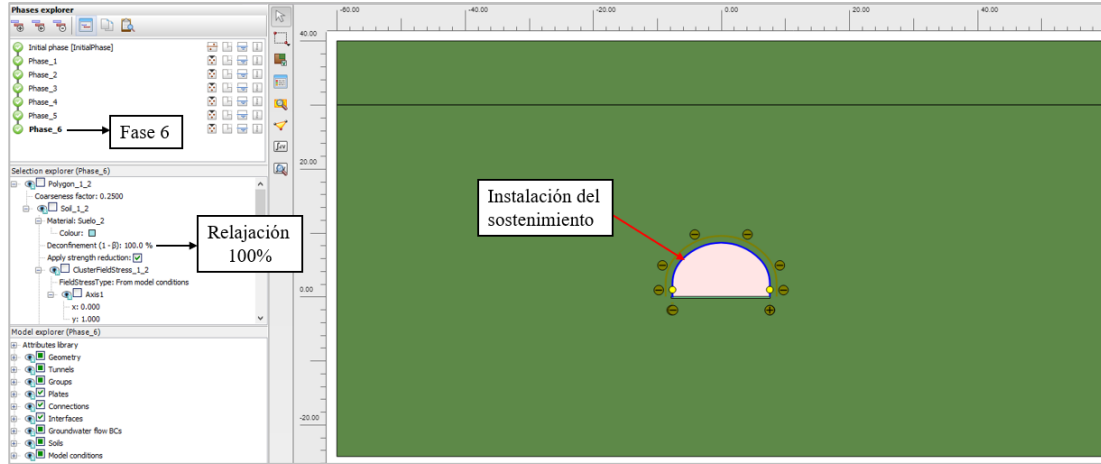 Phases explorer
Initial phase [InitialPhase]
Phase_1
Phase_2
Phase_3
Phase_4
Phase_5
Phase_6
Fase 6
Selection explorer (Phase_6)
Polygon_1_2
Coarseness factor: 0.2500
Soil_1_2
Material: Suelo_2
Colour:
Deconfinement (1 - β): 100.0 %
Apply strength reduction:
ClusterFieldStress_1_2
FieldStressType: From model conditions
Axis1
x: 0.000
y: 1.000
Relajación
100%
Model explorer (Phase_6)
Attributes library
Geometry
Tunnels
Groups
Plates
Connections
Interfaces
Groundwater flow BCs
Soils
Model conditions
-60.00 -40.00 -20.00 0.00 20.00 40.00
40.00
20.00
0.00
-20.00
Instalación del
sostenimiento